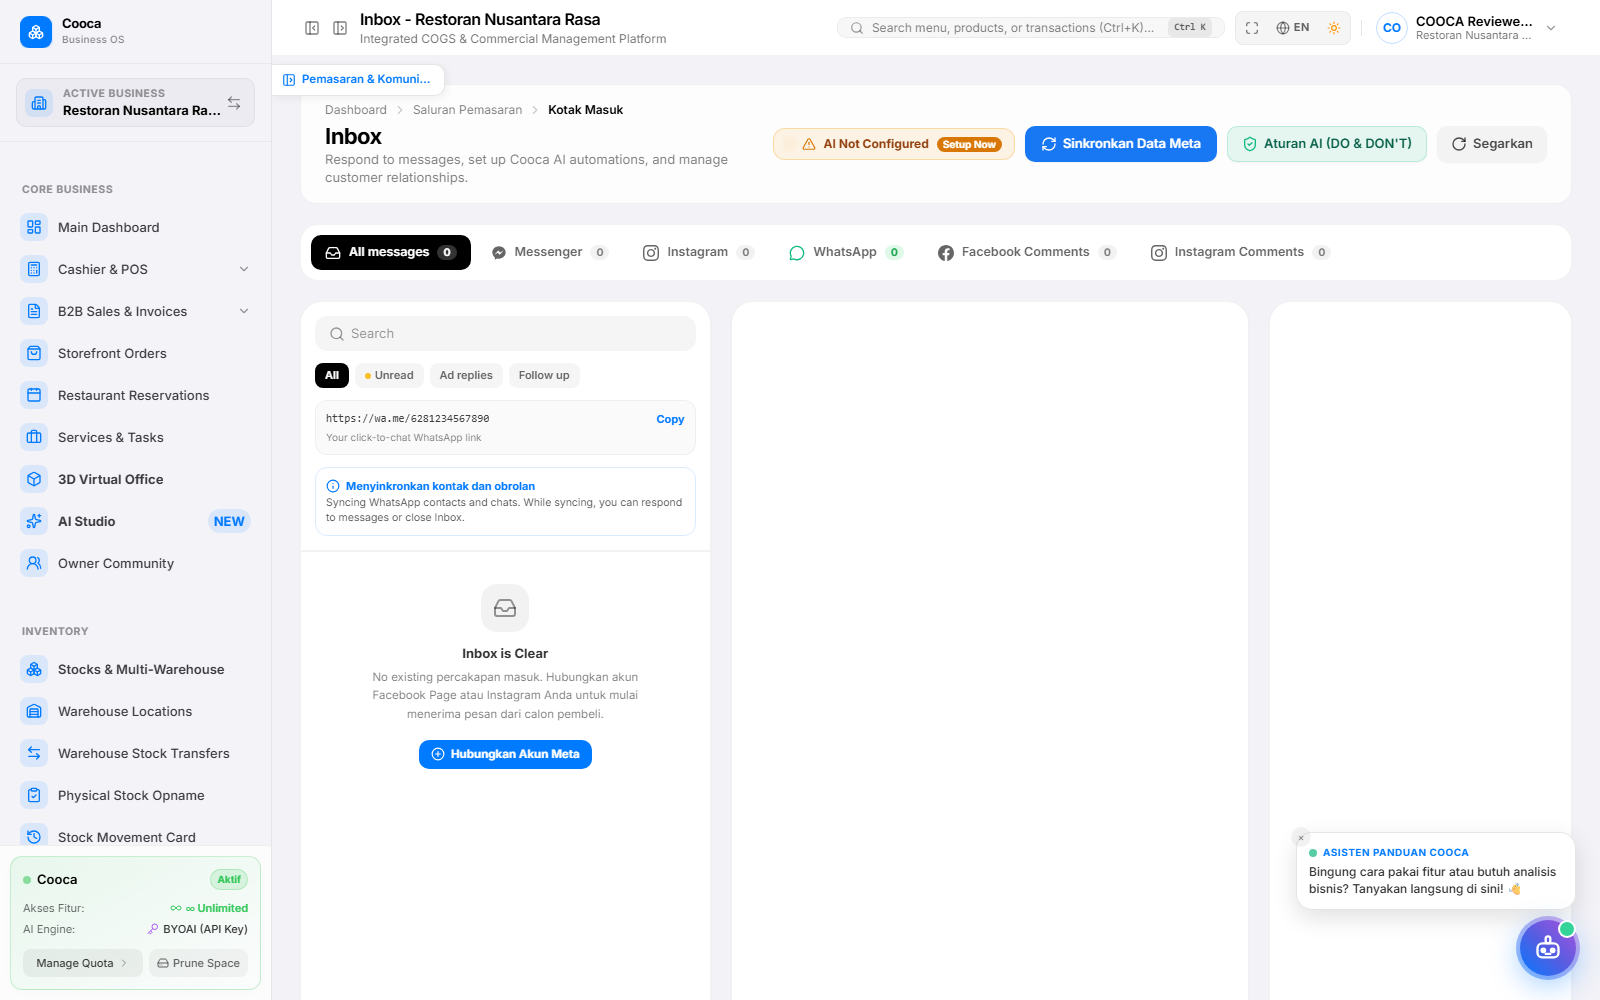 Cooca
Business OS
ACTIVE BUSINESS
Restoran Nusantara Ra...
CORE BUSINESS
Main Dashboard
Cashier & POS
B2B Sales & Invoices
Storefront Orders
Restaurant Reservations
Services & Tasks
3D Virtual Office
AI Studio NEW
Owner Community
INVENTORY
Stocks & Multi-Warehouse
Warehouse Locations
Warehouse Stock Transfers
Physical Stock Opname
Stock Movement Card
Cooca Aktif
Akses Fitur: ∞ Unlimited
AI Engine: BYOAI (API Key)
Manage Quota
Prune Space
Inbox - Restoran Nusantara Rasa
Integrated COGS & Commercial Management Platform
Search menu, products, or transactions (Ctrl+K)... Ctrl K
EN
CO
COOCA Reviewe...
Restoran Nusantara ...
Pemasaran & Komuni...
Dashboard > Saluran Pemasaran > Kotak Masuk
Inbox
Respond to messages, set up Cooca AI automations, and manage
customer relationships.
AI Not Configured Setup Now
Sinkronkan Data Meta
Aturan AI (DO & DON'T)
Segarkan
All messages 0
Messenger 0
Instagram 0
WhatsApp 0
Facebook Comments 0
Instagram Comments 0
Search
All
Unread
Ad replies
Follow up
https://wa.me/6281234567890 Copy
Your click-to-chat WhatsApp link
Menyinkronkan kontak dan obrolan
Syncing WhatsApp contacts and chats. While syncing, you can respond
to messages or close Inbox.
Inbox is Clear
No existing percakapan masuk. Hubungkan akun
Facebook Page atau Instagram Anda untuk mulai
menerima pesan dari calon pembeli.
Hubungkan Akun Meta
×
ASISTEN PANDUAN COOCA
Bingung cara pakai fitur atau butuh analisis
bisnis? Tanyakan langsung di sini! 👋